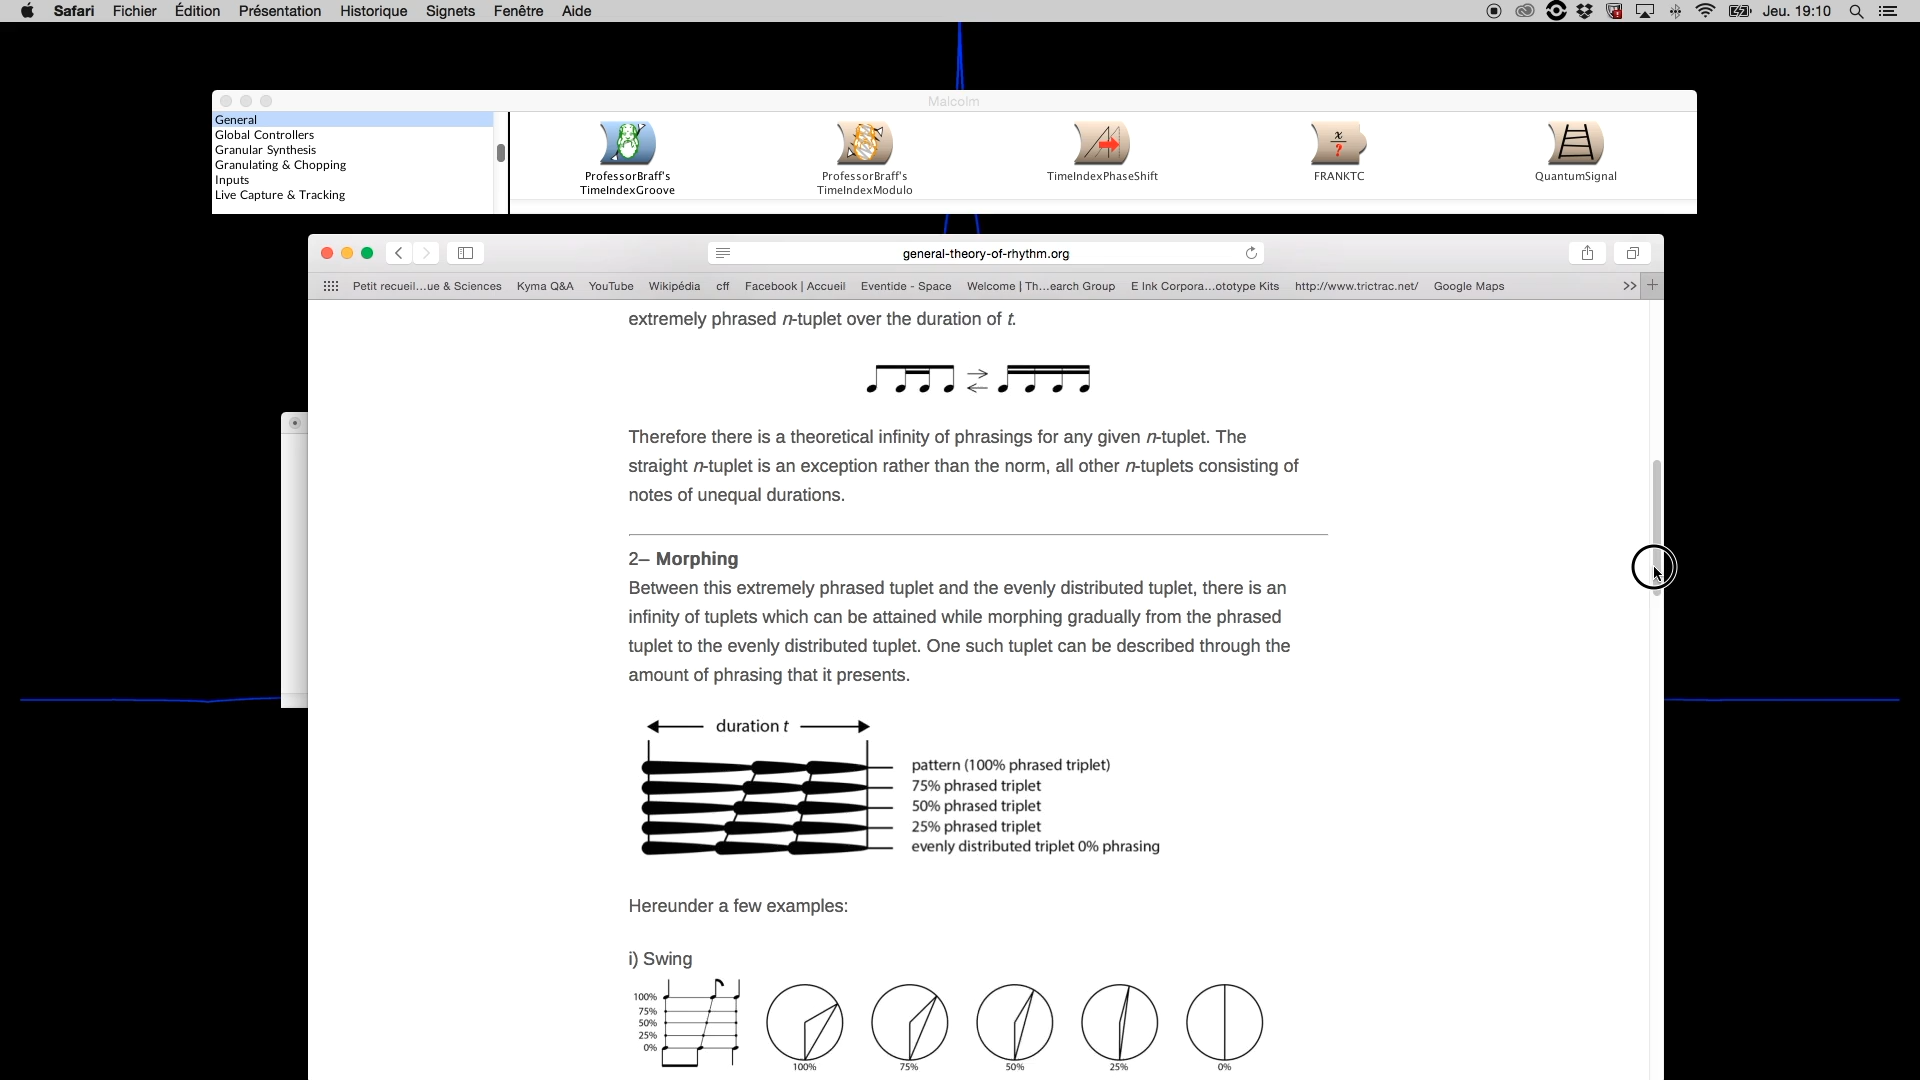 Safari Fichier Édition Présentation Historique Signets Fenêtre Aide
Jeu. 19:10
Malcolm
General
Global Controllers
Granular Synthesis
Granulating & Chopping
Inputs
Live Capture & Tracking
ProfessorBraff's
TimeIndexGroove
ProfessorBraff's
TimeIndexModulo
TimeIndexPhaseShift
FRANKTC
QuantumSignal
x
?
general-theory-of-rhythm.org
Petit recueil...ue & Sciences Kyma Q&A YouTube Wikipédia cff Facebook | Accueil Eventide - Space Welcome | Th...earch Group E Ink Corpora...ototype Kits http://www.trictrac.net/ Google Maps
extremely phrased n-tuplet over the duration of t.
Therefore there is a theoretical infinity of phrasings for any given n-tuplet. The
straight n-tuplet is an exception rather than the norm, all other n-tuplets consisting of
notes of unequal durations.
2– Morphing
Between this extremely phrased tuplet and the evenly distributed tuplet, there is an
infinity of tuplets which can be attained while morphing gradually from the phrased
tuplet to the evenly distributed tuplet. One such tuplet can be described through the
amount of phrasing that it presents.
duration t
pattern (100% phrased triplet)
75% phrased triplet
50% phrased triplet
25% phrased triplet
evenly distributed triplet 0% phrasing
Hereunder a few examples:
i) Swing
100%
75%
50%
25%
0%
100% 75% 50% 25% 0%